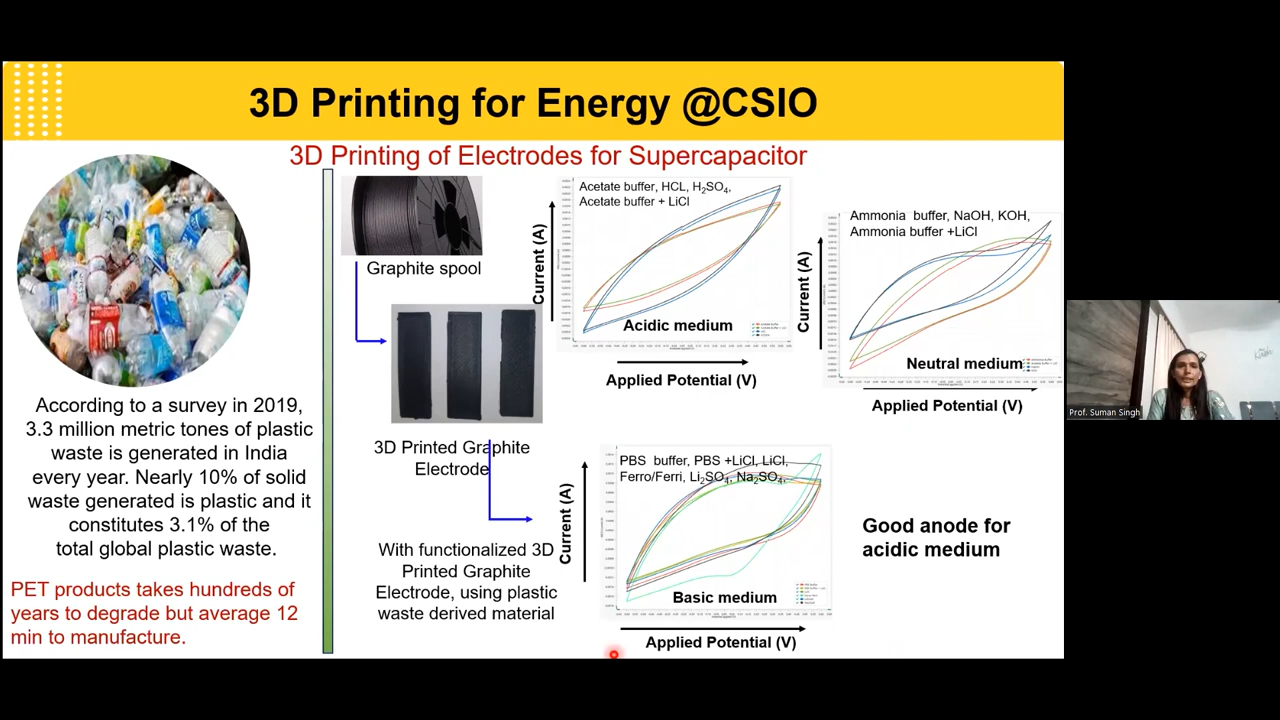 3D Printing for Energy @CSIO
3D Printing of Electrodes for Supercapacitor
According to a survey in 2019,
3.3 million metric tones of plastic
waste is generated in India
every year. Nearly 10% of solid
waste generated is plastic and it
constitutes 3.1% of the
total global plastic waste.
PET products takes hundreds of
years to degrade but average 12
min to manufacture.
Graphite spool
3D Printed Graphite
Electrode
With functionalized 3D
Printed Graphite
Electrode, using plastic
waste derived material
Acetate buffer, HCL, H₂SO₄,
Acetate buffer + LiCl
Current (A)
Acidic medium
Applied Potential (V)
Ammonia buffer, NaOH, KOH,
Ammonia buffer +LiCl
Current (A)
Neutral medium
Applied Potential (V)
PBS buffer, PBS +LiCl, LiCl,
Ferro/Ferri, Li₂SO₄, Na₂SO₄,
Current (A)
Basic medium
Applied Potential (V)
Good anode for
acidic medium
Prof. Suman Singh